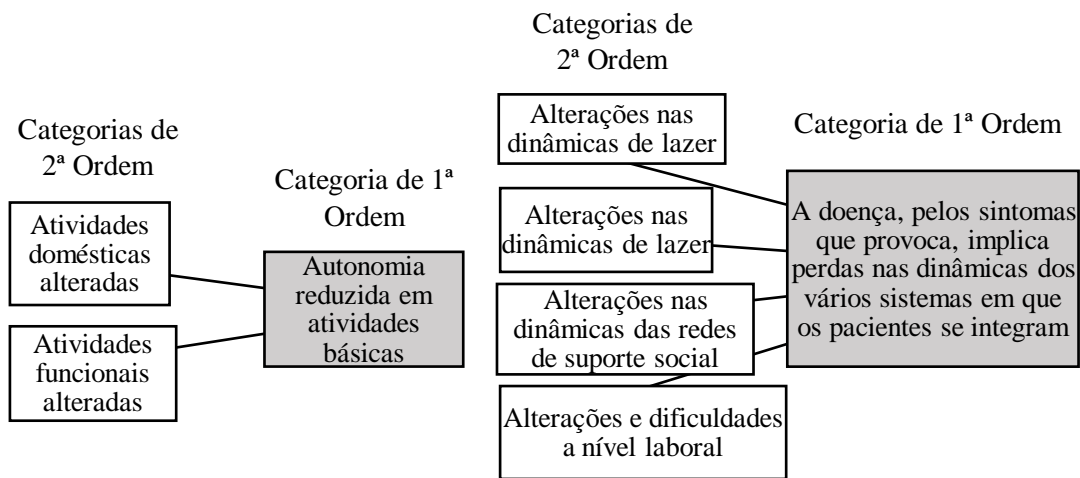 Categorias de
2ª Ordem
Atividades
domésticas
alteradas
Atividades
funcionais
alteradas
Categoria de 1ª
Ordem
Autonomia
reduzida em
atividades
básicas
Categorias de
2ª Ordem
Alterações nas
dinâmicas de lazer
Alterações nas
dinâmicas de lazer
Alterações nas
dinâmicas das redes
de suporte social
Alterações e dificuldades
a nível laboral
Categoria de 1ª Ordem
A doença, pelos sintomas
que provoca, implica
perdas nas dinâmicas dos
vários sistemas em que
os pacientes se integram